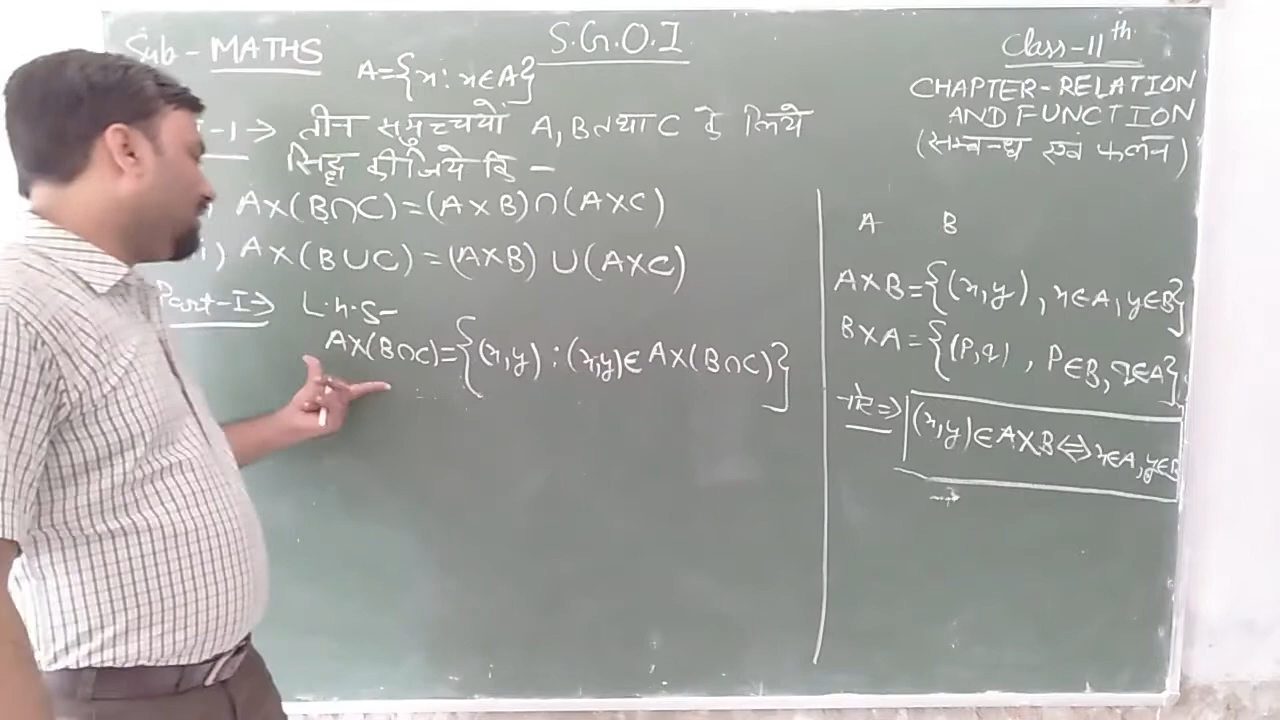 Sub - MATHS
S.G.O.I
Class-11th
A={x : x∈A}
CHAPTER-RELATION
AND FUNCTION
(सम्बन्ध एवं फलन)
-1→ तीन समुच्चयों A, B तथा C के लिये
सिद्ध कीजिये कि -
) A×(B∩C)=(A×B)∩(A×C)
i) A×(B∪C)=(A×B)∪(A×C)
Part-I→ L.h.S-
A×(B∩C)={(x,y) : (x,y)∈A×(B∩C)}
A B
A×B={(x,y), x∈A, y∈B}
B×A={(P,q), P∈B, q∈A}
⇒ (x,y)∈A×B⇔x∈A, y∈B
→